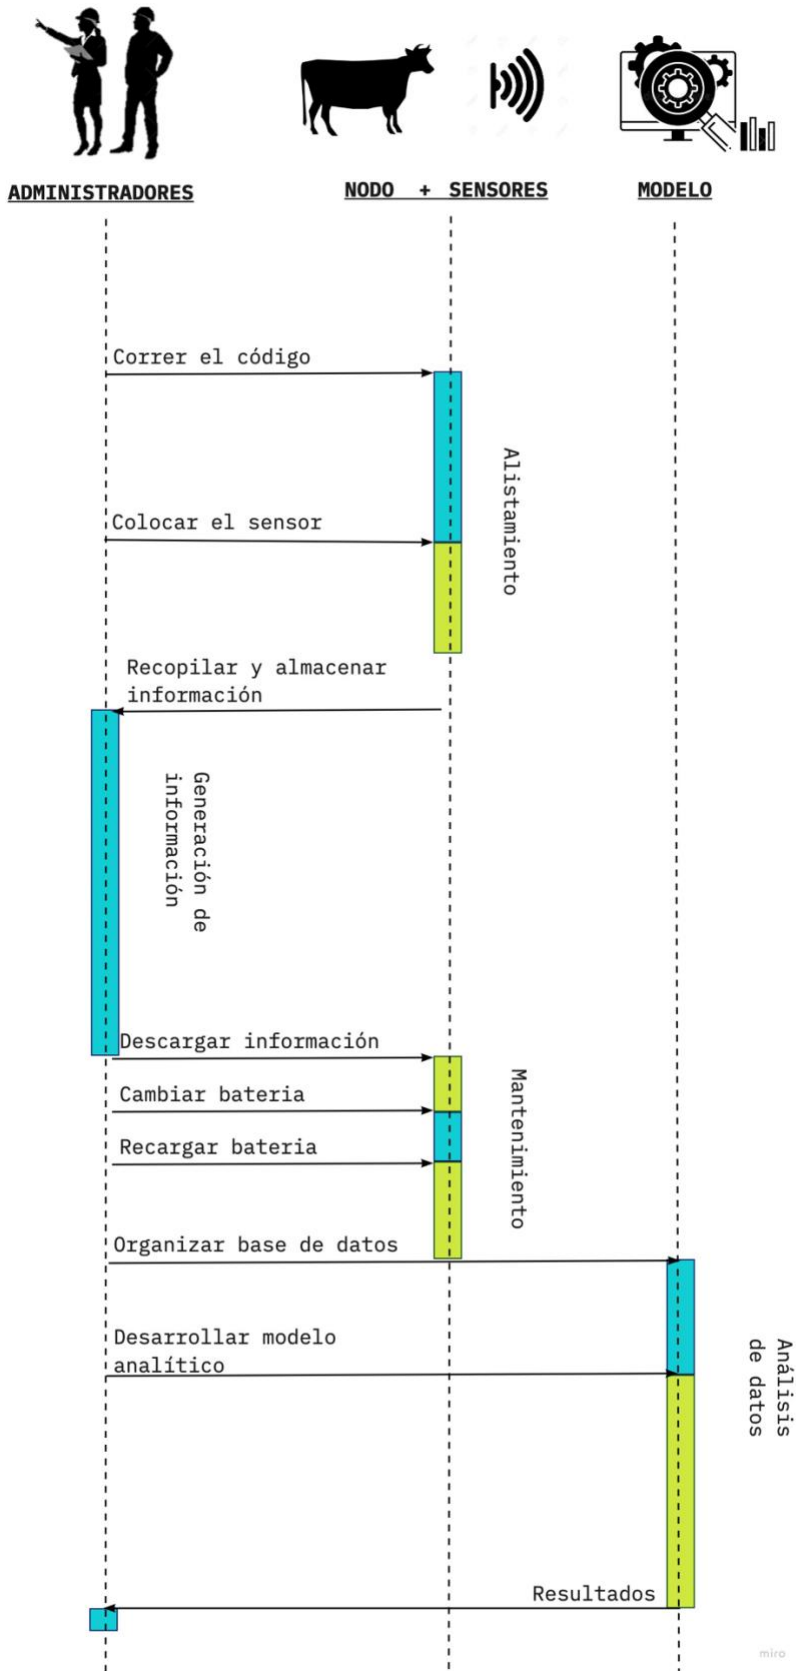 ADMINISTRADORES
NODO + SENSORES
MODELO
Correr el código
Alistamiento
Colocar el sensor
Recopilar y almacenar
información
Generación de
información
Descargar información
Cambiar bateria
Mantenimiento
Recargar bateria
Organizar base de datos
Desarrollar modelo
analítico
Análisis
de datos
Resultados
miro